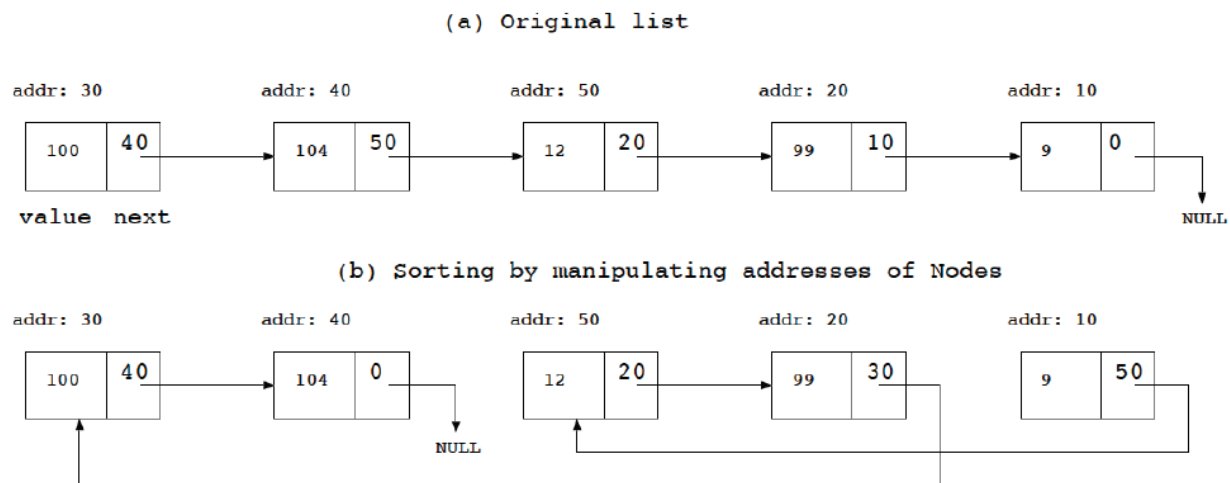 (a) Original list
addr: 30 addr: 40 addr: 50 addr: 20 addr: 10
100 40 104 50 12 20 99 10 9 0
value next NULL
(b) Sorting by manipulating addresses of Nodes
addr: 30 addr: 40 addr: 50 addr: 20 addr: 10
100 40 104 0 12 20 99 30 9 50
NULL